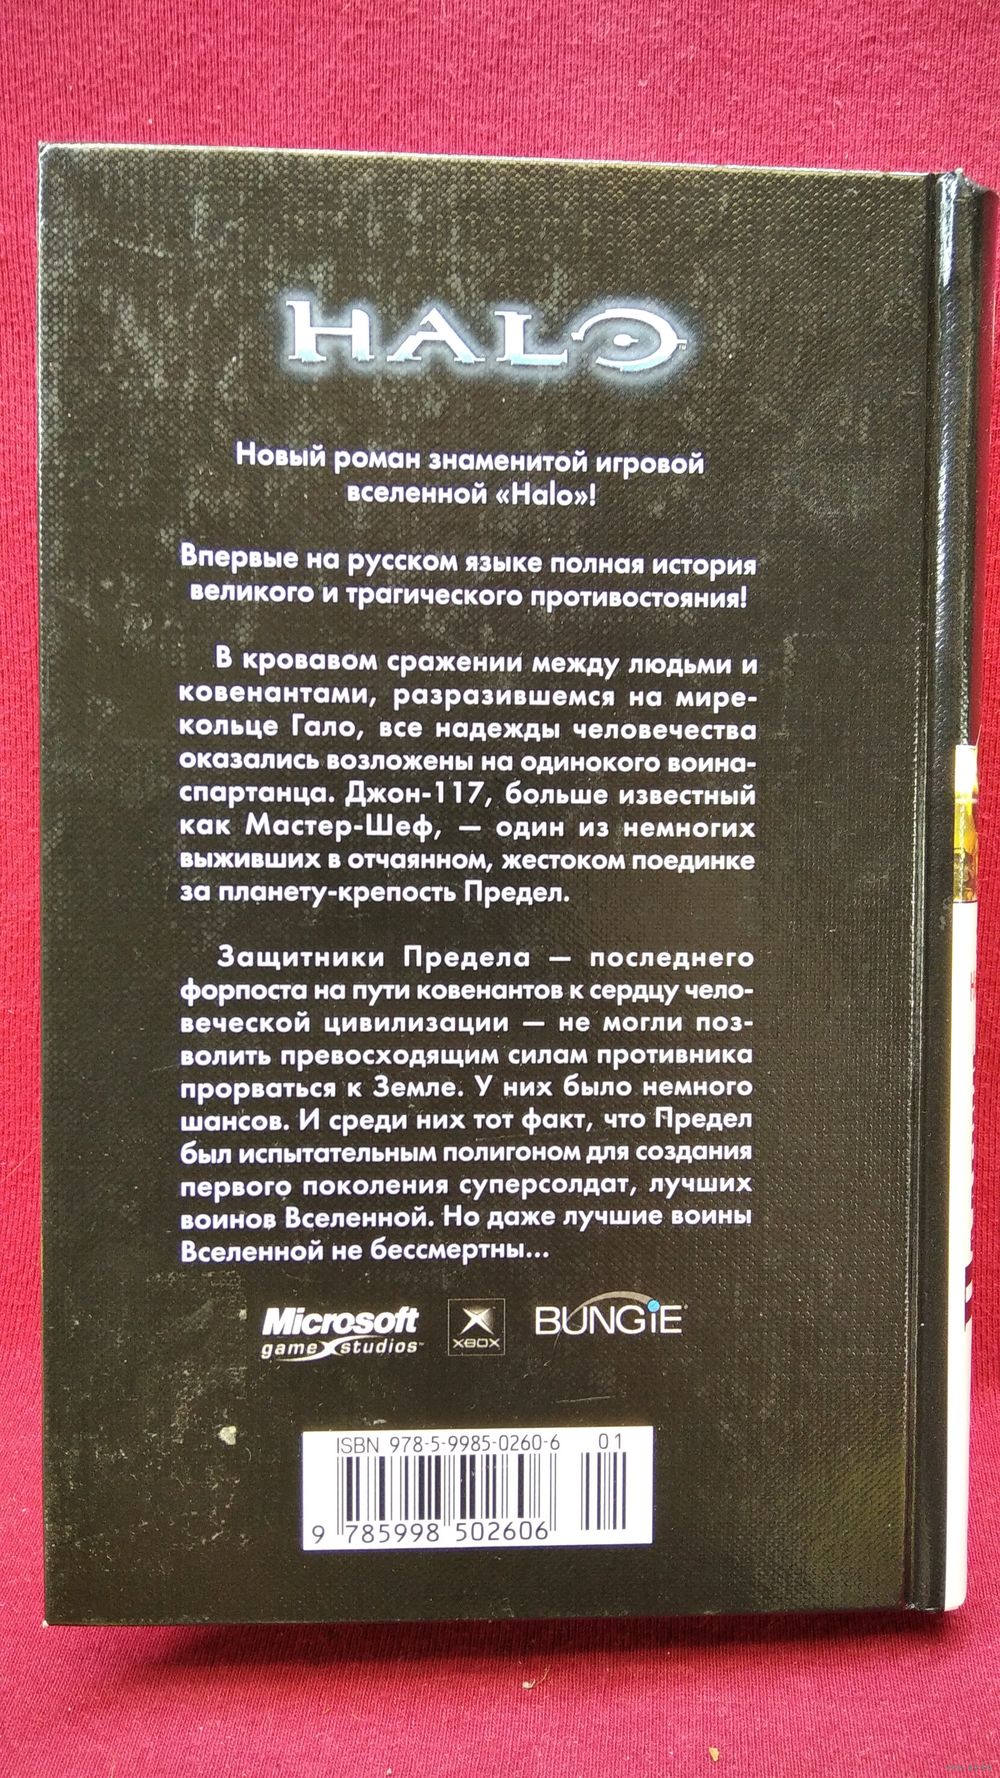 HALO
Новый роман знаменитой игровой
вселенной «Halo»!
Впервые на русском языке полная история
великого и трагического противостояния!
В кровавом сражении между людьми и
ковенантами, разразившемся на мире-
кольце Гало, все надежды человечества
оказались возложены на одинокого воина-
спартанца. Джон-117, больше известный
как Мастер-Шеф, — один из немногих
выживших в отчаянном, жестоком поединке
за планету-крепость Предел.
Защитники Предела — последнего
форпоста на пути ковенантов к сердцу чело-
веческой цивилизации — не могли поз-
волить превосходящим силам противника
прорваться к Земле. У них было немного
шансов. И среди них тот факт, что Предел
был испытательным полигоном для создания
первого поколения суперсолдат, лучших
воинов Вселенной. Но даже лучшие воины
Вселенной не бессмертны...
Microsoft
game studios
XBOX
BUNGiE
ISBN 978-5-9985-0260-6 01
9 785998 502606